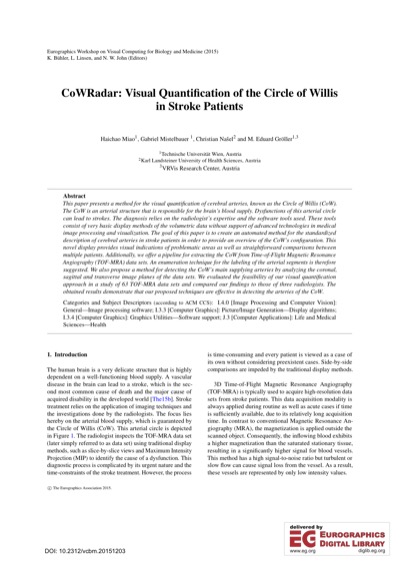 Eurographics Workshop on Visual Computing for Biology and Medicine (2015)
K. Bühler, L. Linsen, and N. W. John (Editors)
CoWRadar: Visual Quantification of the Circle of Willis
in Stroke Patients
Haichao Miao¹, Gabriel Mistelbauer ¹, Christian Našel² and M. Eduard Gröller¹,³
¹Technische Universität Wien, Austria
²Karl Landsteiner University of Health Sciences, Austria
³VRVis Research Center, Austria
Abstract
This paper presents a method for the visual quantification of cerebral arteries, known as the Circle of Willis (CoW).
The CoW is an arterial structure that is responsible for the brain's blood supply. Dysfunctions of this arterial circle
can lead to strokes. The diagnosis relies on the radiologist's expertise and the software tools used. These tools
consist of very basic display methods of the volumetric data without support of advanced technologies in medical
image processing and visualization. The goal of this paper is to create an automated method for the standardized
description of cerebral arteries in stroke patients in order to provide an overview of the CoW's configuration. This
novel display provides visual indications of problematic areas as well as straightforward comparisons between
multiple patients. Additionally, we offer a pipeline for extracting the CoW from Time-of-Flight Magnetic Resonance
Angiography (TOF-MRA) data sets. An enumeration technique for the labeling of the arterial segments is therefore
suggested. We also propose a method for detecting the CoW's main supplying arteries by analyzing the coronal,
sagittal and transverse image planes of the data sets. We evaluated the feasibility of our visual quantification
approach in a study of 63 TOF-MRA data sets and compared our findings to those of three radiologists. The
obtained results demonstrate that our proposed techniques are effective in detecting the arteries of the CoW.
Categories and Subject Descriptors (according to ACM CCS): I.4.0 [Image Processing and Computer Vision]:
General—Image processing software; I.3.3 [Computer Graphics]: Picture/Image Generation—Display algorithms;
I.3.4 [Computer Graphics]: Graphics Utilities—Software support; J.3 [Computer Applications]: Life and Medical
Sciences—Health
1. Introduction
The human brain is a very delicate structure that is highly
dependent on a well-functioning blood supply. A vascular
disease in the brain can lead to a stroke, which is the sec-
ond most common cause of death and the major cause of
acquired disability in the developed world [The15b]. Stroke
treatment relies on the application of imaging techniques and
the investigations done by the radiologists. The focus lies
hereby on the arterial blood supply, which is guaranteed by
the Circle of Willis (CoW). This arterial circle is depicted
in Figure 1. The radiologist inspects the TOF-MRA data set
(later simply referred to as data set) using traditional display
methods, such as slice-by-slice views and Maximum Intensity
Projection (MIP) to identify the cause of a dysfunction. This
diagnostic process is complicated by its urgent nature and the
time-constraints of the stroke treatment. However, the process
is time-consuming and every patient is viewed as a case of
its own without considering preexistent cases. Side-by-side
comparisons are impeded by the traditional display methods.
3D Time-of-Flight Magnetic Resonance Angiography
(TOF-MRA) is typically used to acquire high-resolution data
sets from stroke patients. This data acquisition modality is
always applied during routine as well as acute cases if time
is sufficiently available, due to its relatively long acquisition
time. In contrast to conventional Magnetic Resonance An-
giography (MRA), the magnetization is applied outside the
scanned object. Consequently, the inflowing blood exhibits
a higher magnetization than the saturated stationary tissue,
resulting in a significantly higher signal for blood vessels.
This method has a high signal-to-noise ratio but turbulent or
slow flow can cause signal loss from the vessel. As a result,
these vessels are represented by only low intensity values.
© The Eurographics Association 2015.
DOI: 10.2312/vcbm.20151203
delivered by
EG EUROGRAPHICS
DIGITAL LIBRARY
www.eg.org
diglib.eg.org